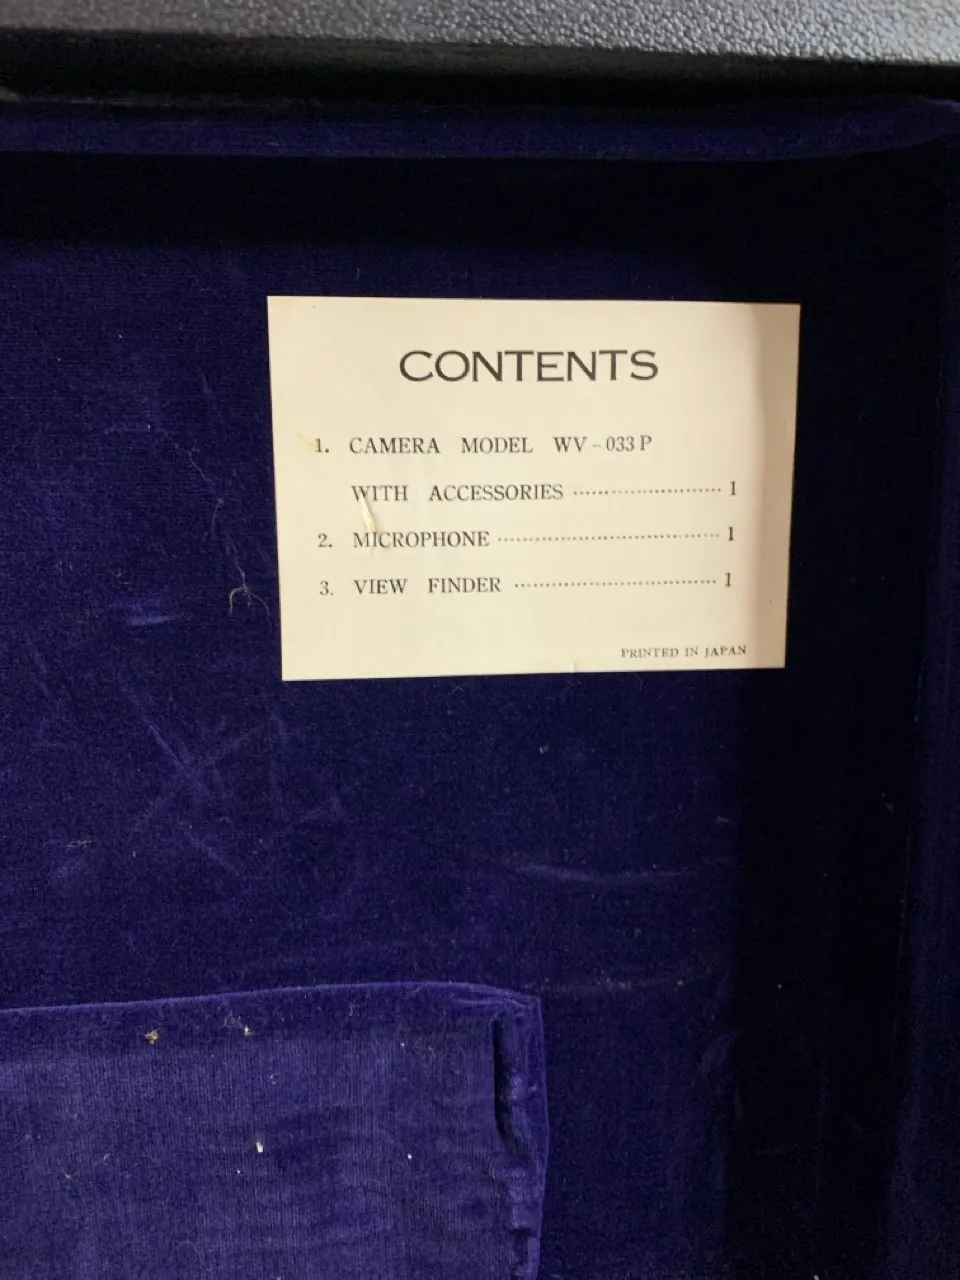 CONTENTS
1. CAMERA MODEL WV-033P
WITH ACCESSORIES ........................ 1
2. MICROPHONE ........................ 1
3. VIEW FINDER ........................ 1
PRINTED IN JAPAN